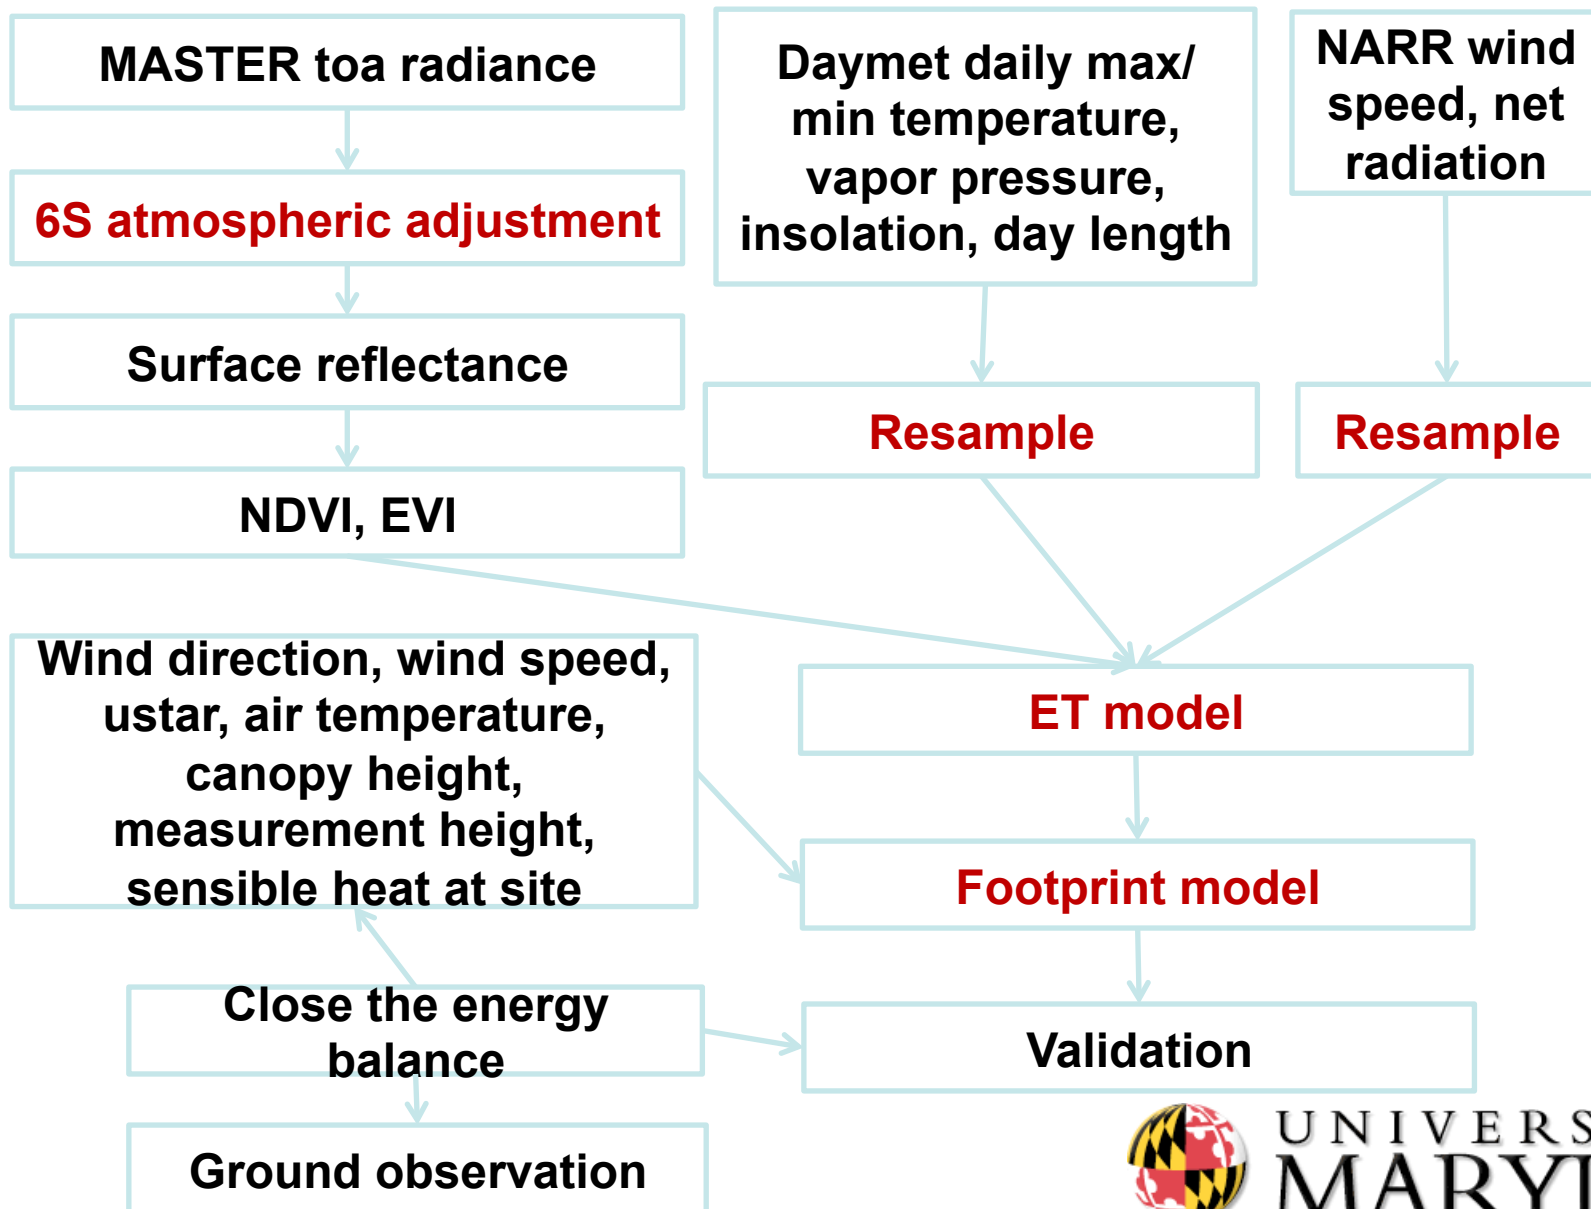 MASTER toa radiance
6S atmospheric adjustment
Surface reflectance
NDVI, EVI
Daymet daily max/
min temperature,
vapor pressure,
insolation, day length
NARR wind
speed, net
radiation
Resample
Resample
Wind direction, wind speed,
ustar, air temperature,
canopy height,
measurement height,
sensible heat at site
ET model
Footprint model
Close the energy
balance
Validation
Ground observation
UNIVERS
MARYL